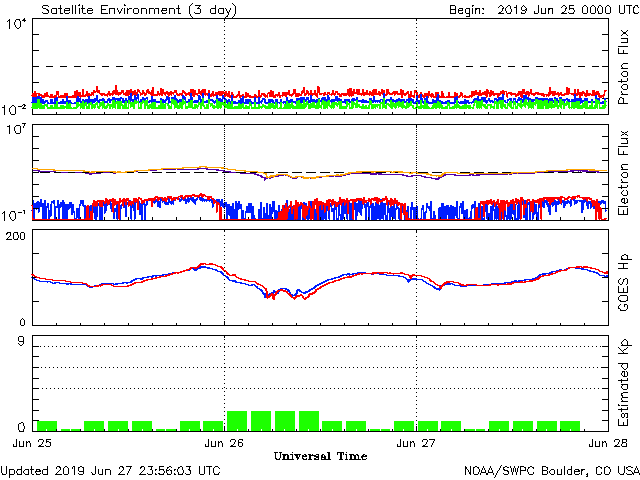 Satellite Environment (3 day) Begin: 2019 Jun 25 0000 UTC
10⁴
10⁻²
Proton Flux
10⁷
10⁻¹
Electron Flux
200
0
GOES Hp
9
0
Estimated Kp
Jun 25 Jun 26 Jun 27 Jun 28
Universal Time
Updated 2019 Jun 27 23:56:03 UTC NOAA/SWPC Boulder, CO USA